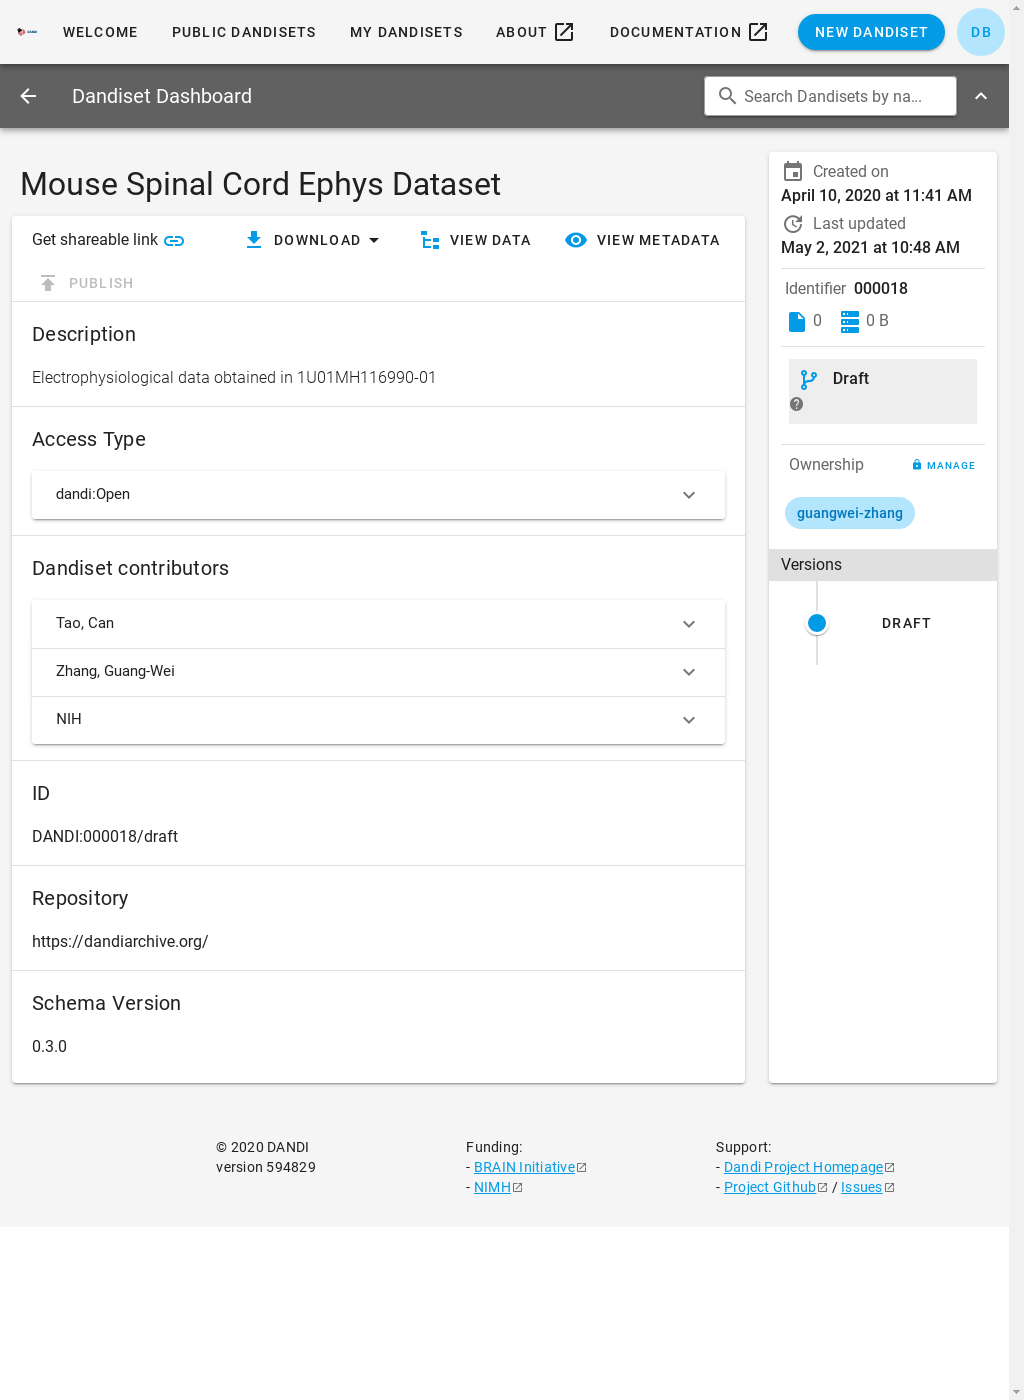 WELCOME PUBLIC DANDISETS MY DANDISETS ABOUT DOCUMENTATION NEW DANDISET DB
Dandiset Dashboard Search Dandisets by na...
Mouse Spinal Cord Ephys Dataset
Get shareable link DOWNLOAD VIEW DATA VIEW METADATA
PUBLISH
Description
Electrophysiological data obtained in 1U01MH116990-01
Access Type
dandi:Open
Dandiset contributors
Tao, Can
Zhang, Guang-Wei
NIH
ID
DANDI:000018/draft
Repository
https://dandiarchive.org/
Schema Version
0.3.0
Created on
April 10, 2020 at 11:41 AM
Last updated
May 2, 2021 at 10:48 AM
Identifier 000018
0 0 B
Draft
Ownership MANAGE
guangwei-zhang
Versions
DRAFT
© 2020 DANDI
version 594829
Funding:
- BRAIN Initiative
- NIMH
Support:
- Dandi Project Homepage
- Project Github / Issues